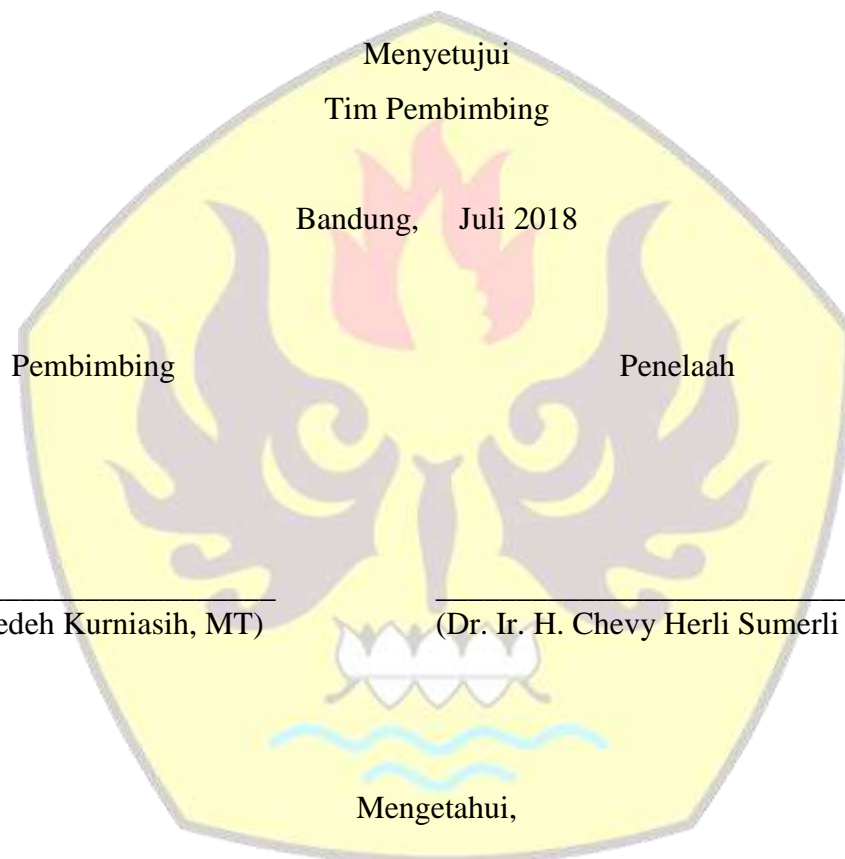 Menyetujui
Tim Pembimbing
Bandung, Juli 2018
Pembimbing Penelaah
Kurniasih, MT) (Dr. Ir. H. Chevy Herli Sumerli
Mengetahui,